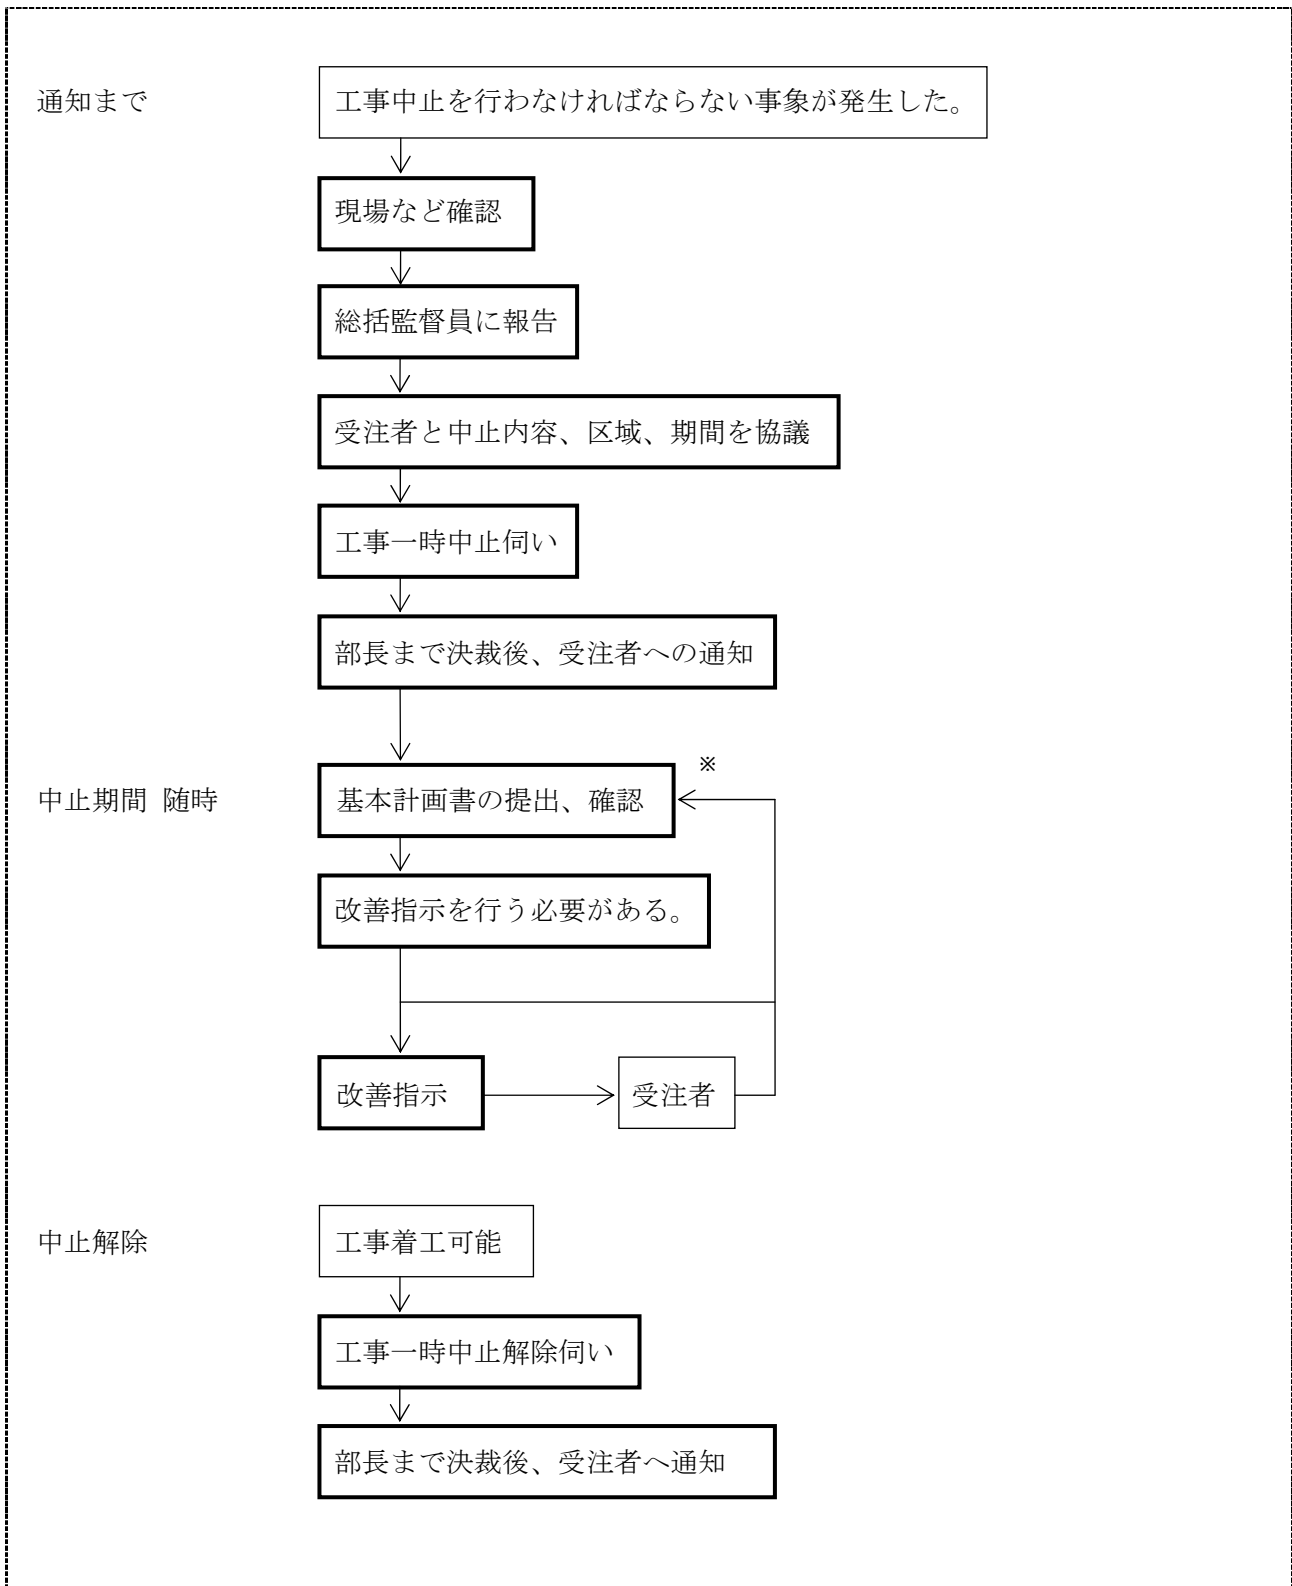 通知まで
工事中止を行わなければならない事象が発生した。
現場など確認
総括監督員に報告
受注者と中止内容、区域、期間を協議
工事一時中止伺い
部長まで決裁後、受注者への通知
※
中止期間 随時
基本計画書の提出、確認
改善指示を行う必要がある。
改善指示
受注者
中止解除
工事着工可能
工事一時中止解除伺い
部長まで決裁後、受注者へ通知